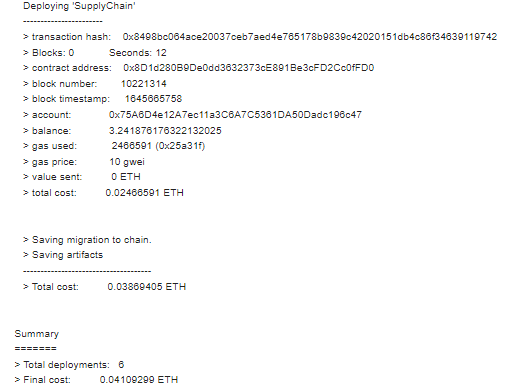 Deploying 'SupplyChain'
-----------------------
> transaction hash: 0x8498bc064ace20037ceb7aed4e765178b9839c42020151db4c86f34639119742
> Blocks: 0 Seconds: 12
> contract address: 0x8D1d280B9De0dd3632373cE891Be3cFD2Cc0fFD0
> block number: 10221314
> block timestamp: 1645665758
> account: 0x75A6D4e12A7ec11a3C6A7C5361DA50Dadc196c47
> balance: 3.241876176322132025
> gas used: 2466591 (0x25a31f)
> gas price: 10 gwei
> value sent: 0 ETH
> total cost: 0.02466591 ETH
> Saving migration to chain.
> Saving artifacts
-------------------------------------
> Total cost: 0.03869405 ETH
Summary
=======
> Total deployments: 6
> Final cost: 0.04109299 ETH